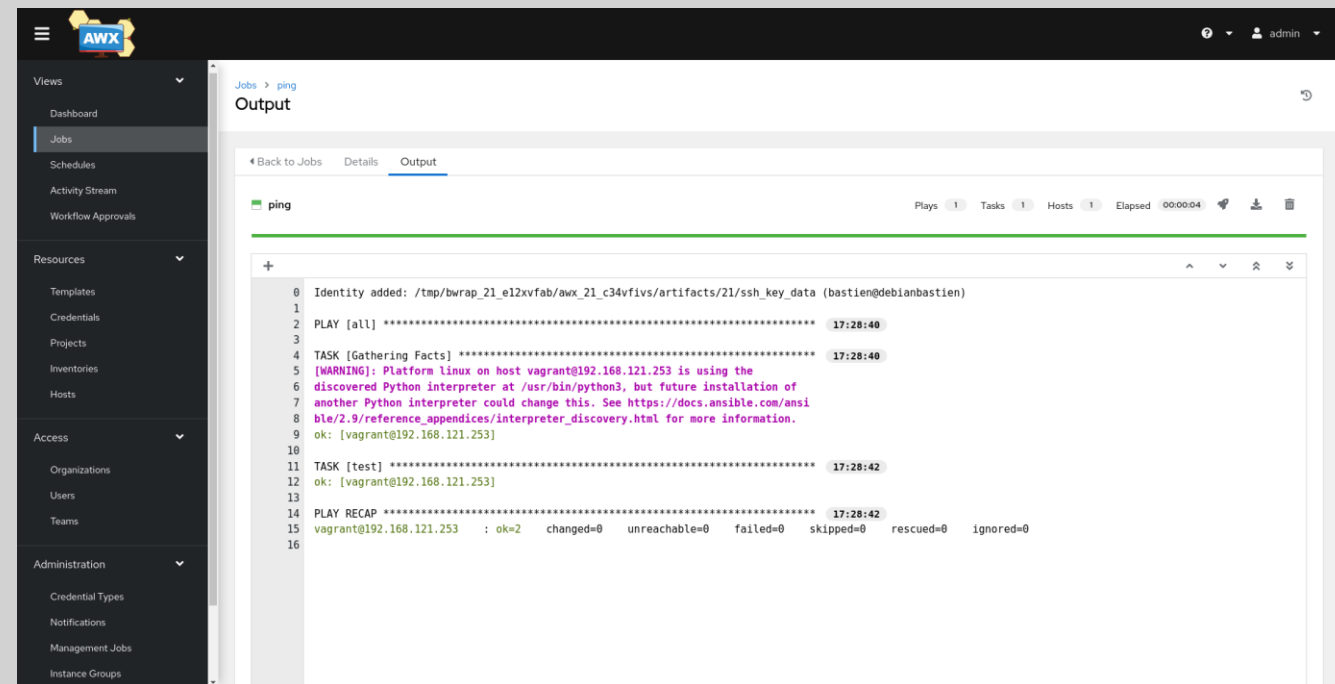 AWX
admin
Views
Dashboard
Jobs
Schedules
Activity Stream
Workflow Approvals
Resources
Templates
Credentials
Projects
Inventories
Hosts
Access
Organizations
Users
Teams
Administration
Credential Types
Notifications
Management Jobs
Instance Groups
Jobs > ping
Output
Back to Jobs Details Output
ping Plays 1 Tasks 1 Hosts 1 Elapsed 00:00:04
0 Identity added: /tmp/bwrap_21_e12xvfab/awx_21_c34vfivs/artifacts/21/ssh_key_data (bastien@debianbastien)
1
2 PLAY [all] ********************************************************************* 17:28:40
3
4 TASK [Gathering Facts] ********************************************************* 17:28:40
5 [WARNING]: Platform linux on host vagrant@192.168.121.253 is using the
6 discovered Python interpreter at /usr/bin/python3, but future installation of
7 another Python interpreter could change this. See https://docs.ansible.com/ansi
8 ble/2.9/reference_appendices/interpreter_discovery.html for more information.
9 ok: [vagrant@192.168.121.253]
10
11 TASK [test] ******************************************************************** 17:28:42
12 ok: [vagrant@192.168.121.253]
13
14 PLAY RECAP ********************************************************************* 17:28:42
15 vagrant@192.168.121.253 : ok=2 changed=0 unreachable=0 failed=0 skipped=0 rescued=0 ignored=0
16